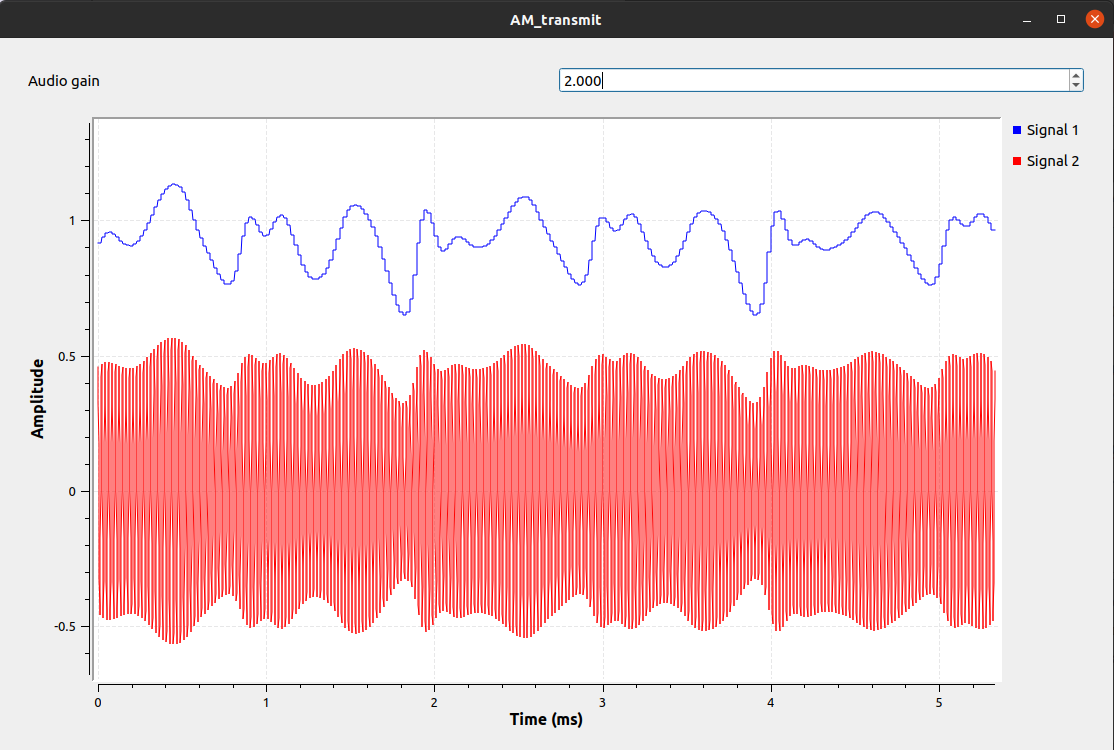 AM_transmit
Audio gain
2.000
Signal 1
Signal 2
1
0.5
0
-0.5
Amplitude
0 1 2 3 4 5
Time (ms)